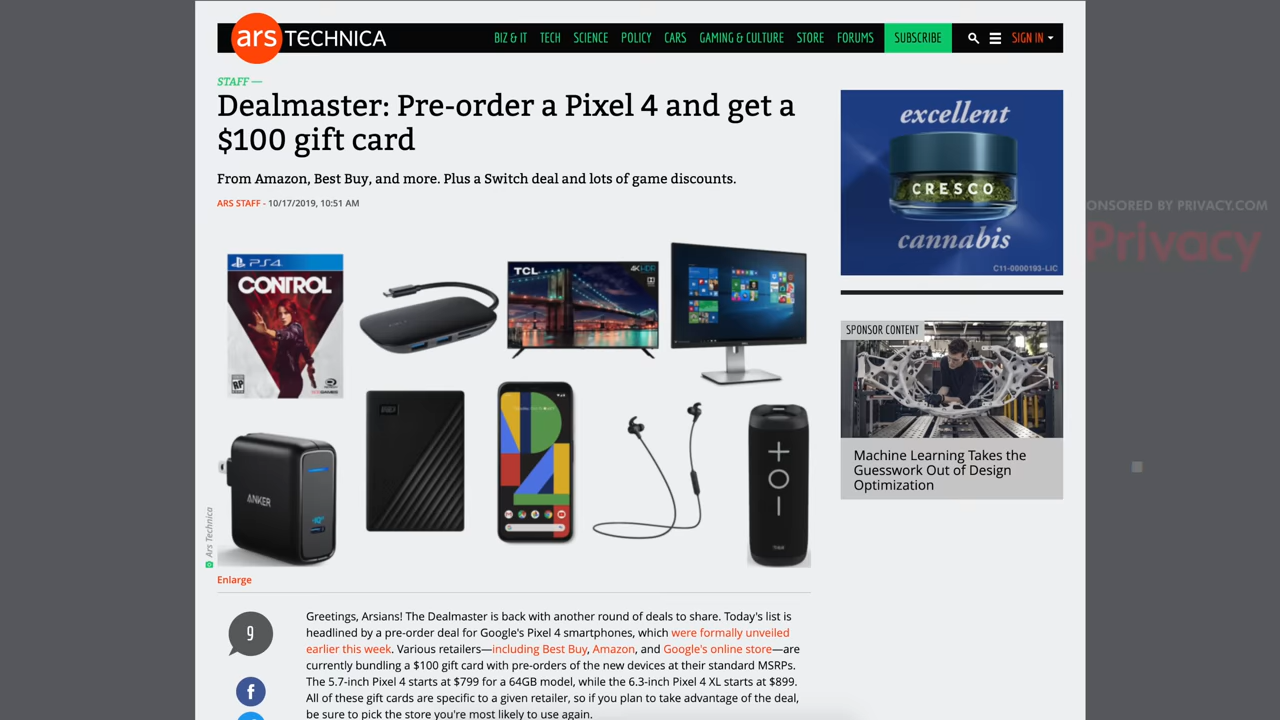 ars TECHNICA
BIZ & IT TECH SCIENCE POLICY CARS GAMING & CULTURE STORE FORUMS SUBSCRIBE SIGN IN
STAFF —
Dealmaster: Pre-order a Pixel 4 and get a
$100 gift card
From Amazon, Best Buy, and more. Plus a Switch deal and lots of game discounts.
ARS STAFF - 10/17/2019, 10:51 AM
PS4
CONTROL
RP
TCL
4K HDR
ANKER
Ars Technica
Enlarge
9
Greetings, Arsians! The Dealmaster is back with another round of deals to share. Today's list is
headlined by a pre-order deal for Google's Pixel 4 smartphones, which were formally unveiled
earlier this week. Various retailers—including Best Buy, Amazon, and Google's online store—are
currently bundling a $100 gift card with pre-orders of the new devices at their standard MSRPs.
The 5.7-inch Pixel 4 starts at $799 for a 64GB model, while the 6.3-inch Pixel 4 XL starts at $899.
All of these gift cards are specific to a given retailer, so if you plan to take advantage of the deal,
be sure to pick the store you're most likely to use again.
excellent
CRESCO
cannabis
C11-0000193-LIC
SPONSOR CONTENT
Machine Learning Takes the
Guesswork Out of Design
Optimization
ONSORED BY PRIVACY.COM
Privacy